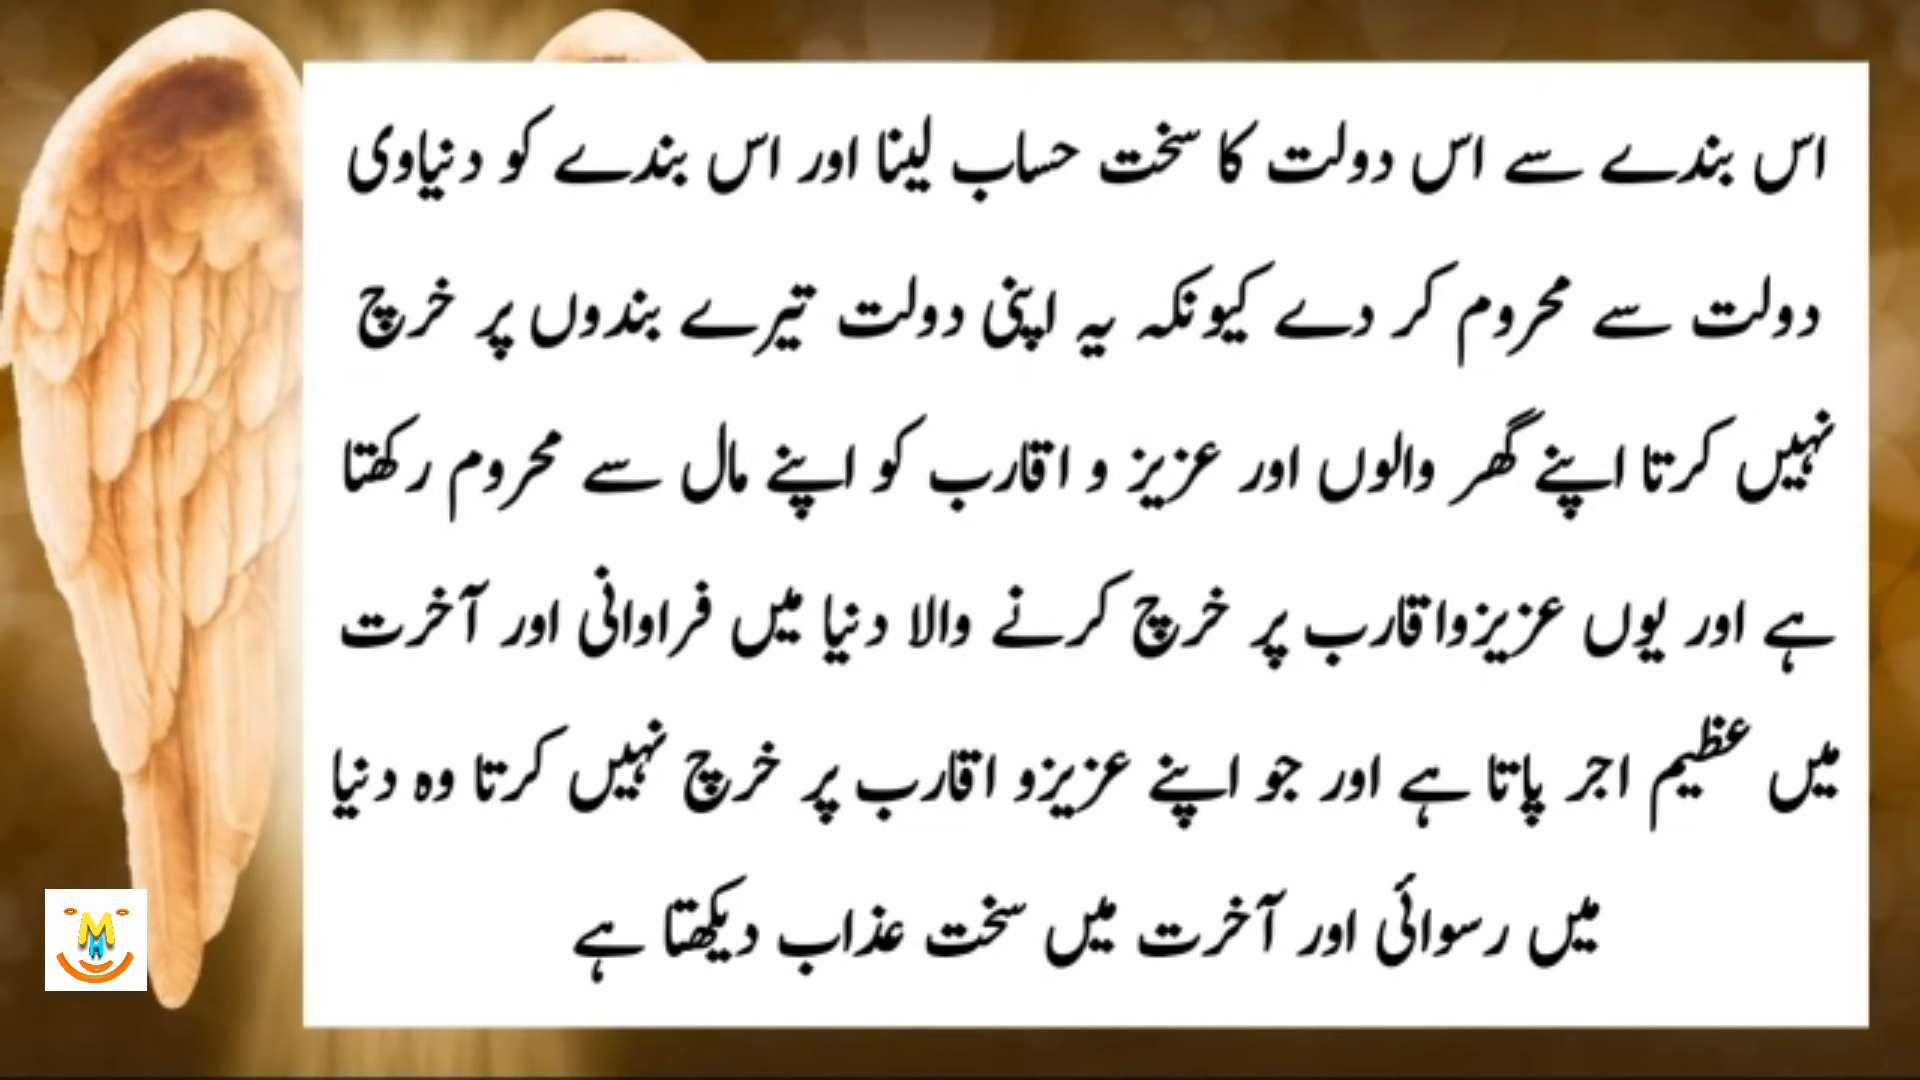 اس بندے سے اس دولت کا سخت حساب لینا اور اس بندے کو دنیاوی
دولت سے محروم کر دے کیونکہ یہ اپنی دولت تیرے بندوں پر خرچ
نہیں کرتا اپنے گھر والوں اور عزیز و اقارب کو اپنے مال سے محروم رکھتا
ہے اور یوں عزیزواقارب پر خرچ کرنے والا دنیا میں فراوانی اور آخرت
میں عظیم اجر پاتا ہے اور جو اپنے عزیزو اقارب پر خرچ نہیں کرتا وہ دنیا
میں رسوائی اور آخرت میں سخت عذاب دیکھتا ہے